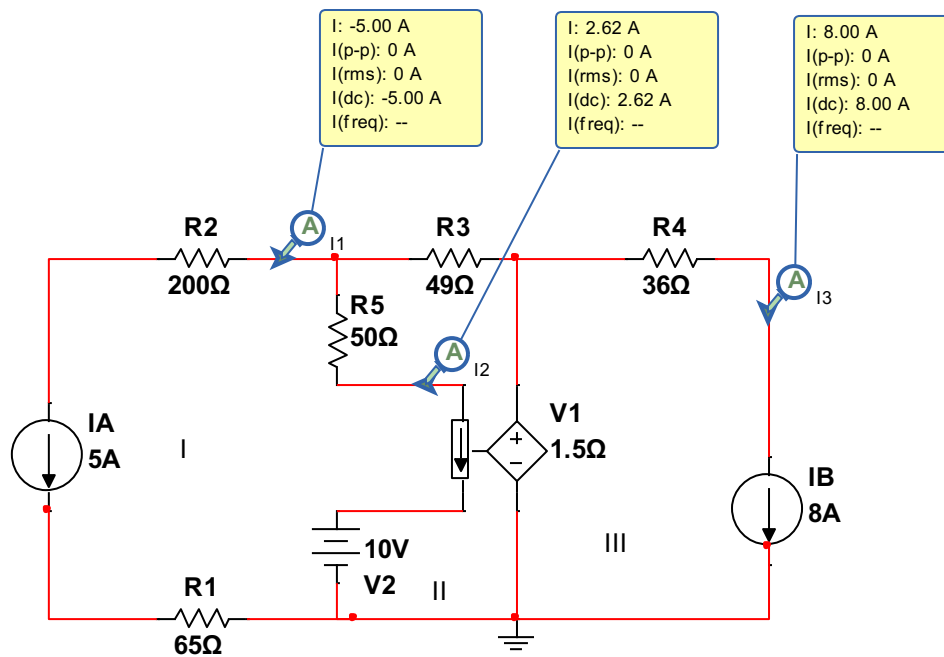 I: -5.00 A
I(p-p): 0 A
I(rms): 0 A
I(dc): -5.00 A
I(freq): --
I: 2.62 A
I(p-p): 0 A
I(rms): 0 A
I(dc): 2.62 A
I(freq): --
I: 8.00 A
I(p-p): 0 A
I(rms): 0 A
I(dc): 8.00 A
I(freq): --
R2
200Ω
A
I1
R3
49Ω
R4
36Ω
A
I3
R5
50Ω
A
I2
IA
5A
I
V1
1.5Ω
IB
8A
10V
V2
II
III
R1
65Ω